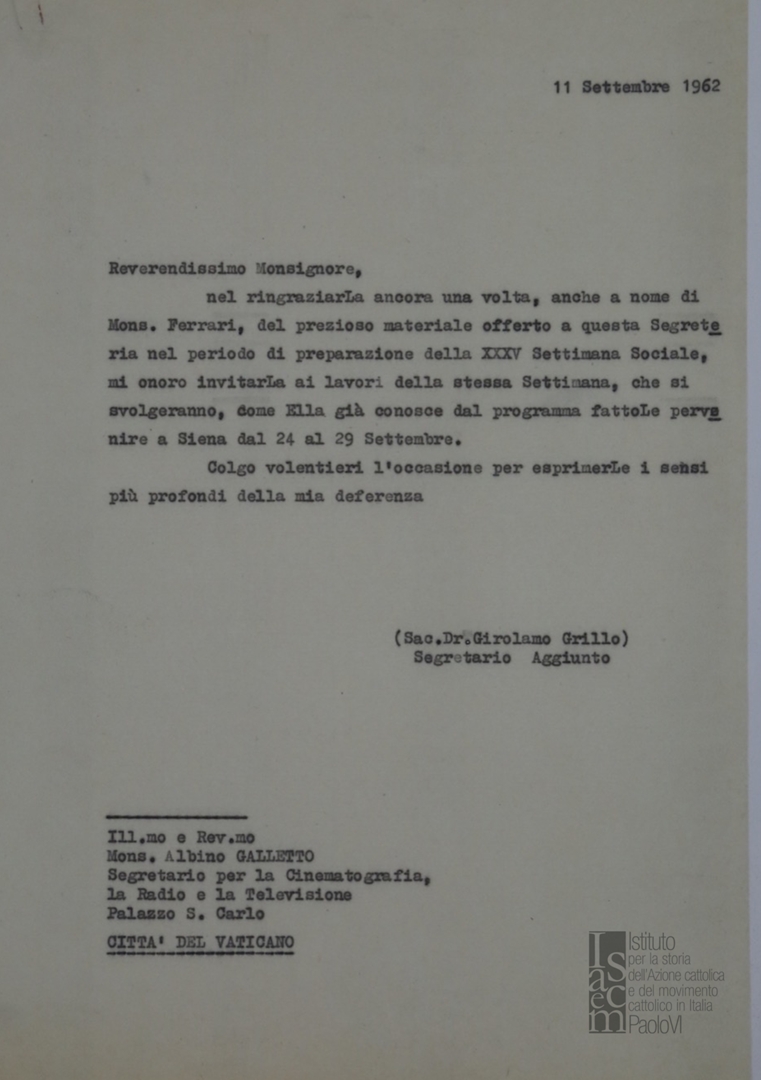 11 Settembre 1962
Reverendissimo Monsignore,
nel ringraziarLa ancora una volta, anche a nome di
Mons. Ferrari, del prezioso materiale offerto a questa Segrete
ria nel periodo di preparazione della XXXV Settimana Sociale,
mi onoro invitarLa ai lavori della stessa Settimana, che si
svolgeranno, dome Ella già conosce dal programma fattoLe perve
nire a Siena dal 24 al 29 Settembre.
Colgo volentieri l'occasione per esprimerLe i sensi
più profondi della mia deferenza
(Sac.Dr.Girolamo Grillo)
Segretario Aggiunto
Ill.mo e Rev.mo
Mons. Albino GALLETTO
Segretario per la Cinematografia,
la Radio e la Televisione
Palazzo S. Carlo
CITTA' DEL VATICANO
Isacem
Istituto
per la storia
dell'Azione cattolica
e del movimento
cattolico in Italia
PaoloVI